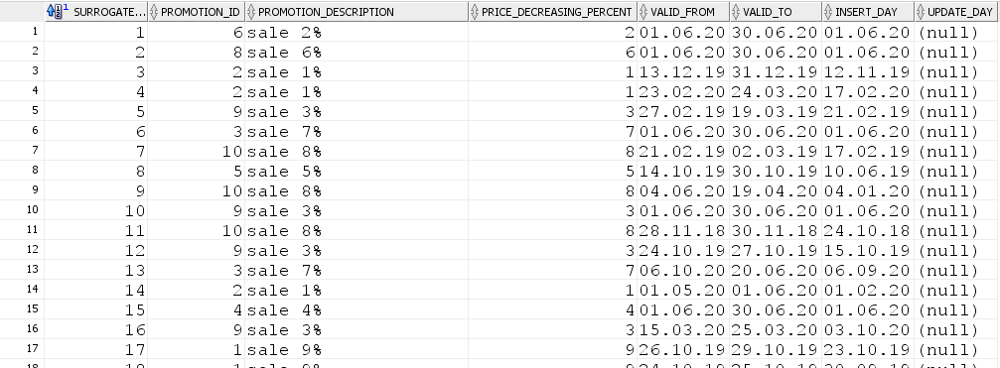 SURROGATE... PROMOTION_ID PROMOTION_DESCRIPTION PRICE_DECREASING_PERCENT VALID_FROM VALID_TO INSERT_DAY UPDATE_DAY
1 1 6 sale 2% 2 01.06.20 30.06.20 01.06.20 (null)
2 2 8 sale 6% 6 01.06.20 30.06.20 01.06.20 (null)
3 3 2 sale 1% 1 13.12.19 31.12.19 12.11.19 (null)
4 4 2 sale 1% 1 23.02.20 24.03.20 17.02.20 (null)
5 5 9 sale 3% 3 27.02.19 19.03.19 21.02.19 (null)
6 6 3 sale 7% 7 01.06.20 30.06.20 01.06.20 (null)
7 7 10 sale 8% 8 21.02.19 02.03.19 17.02.19 (null)
8 8 5 sale 5% 5 14.10.19 30.10.19 10.06.19 (null)
9 9 10 sale 8% 8 04.06.20 19.04.20 04.01.20 (null)
10 10 9 sale 3% 3 01.06.20 30.06.20 01.06.20 (null)
11 11 10 sale 8% 8 28.11.18 30.11.18 24.10.18 (null)
12 12 9 sale 3% 3 24.10.19 27.10.19 15.10.19 (null)
13 13 3 sale 7% 7 06.10.20 20.06.20 06.09.20 (null)
14 14 2 sale 1% 1 01.05.20 01.06.20 01.02.20 (null)
15 15 4 sale 4% 4 01.06.20 30.06.20 01.06.20 (null)
16 16 9 sale 3% 3 15.03.20 25.03.20 03.10.20 (null)
17 17 1 sale 9% 9 26.10.19 29.10.19 23.10.19 (null)